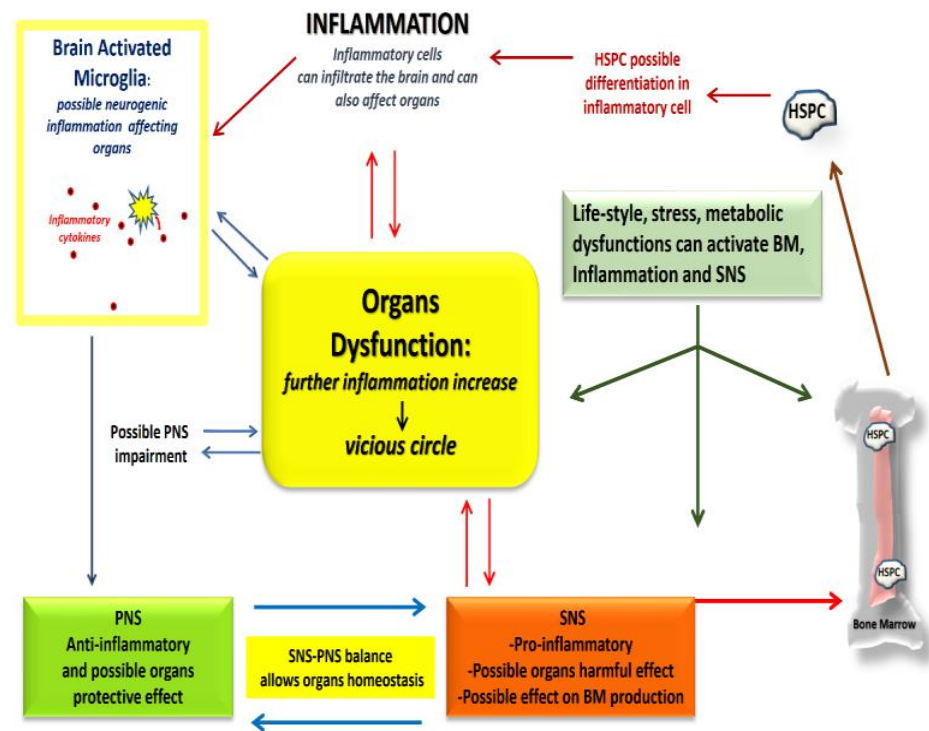 INFLAMMATION
Inflammatory cells
can infiltrate the brain and can
also affect organs
Brain Activated
Microglia:
possible neurogenic
inflammation affecting
organs
Inflammatory
cytokines
HSPC possible
differentiation in
inflammatory cell
HSPC
Life-style, stress, metabolic
dysfunctions can activate BM,
Inflammation and SNS
Organs
Dysfunction:
further inflammation increase
vicious circle
Possible PNS
impairment
HSPC
HSPC
Bone Marrow
PNS
Anti-inflammatory
and possible organs
protective effect
SNS-PNS balance
allows organs homeostasis
SNS
-Pro-inflammatory
-Possible organs harmful effect
-Possible effect on BM production